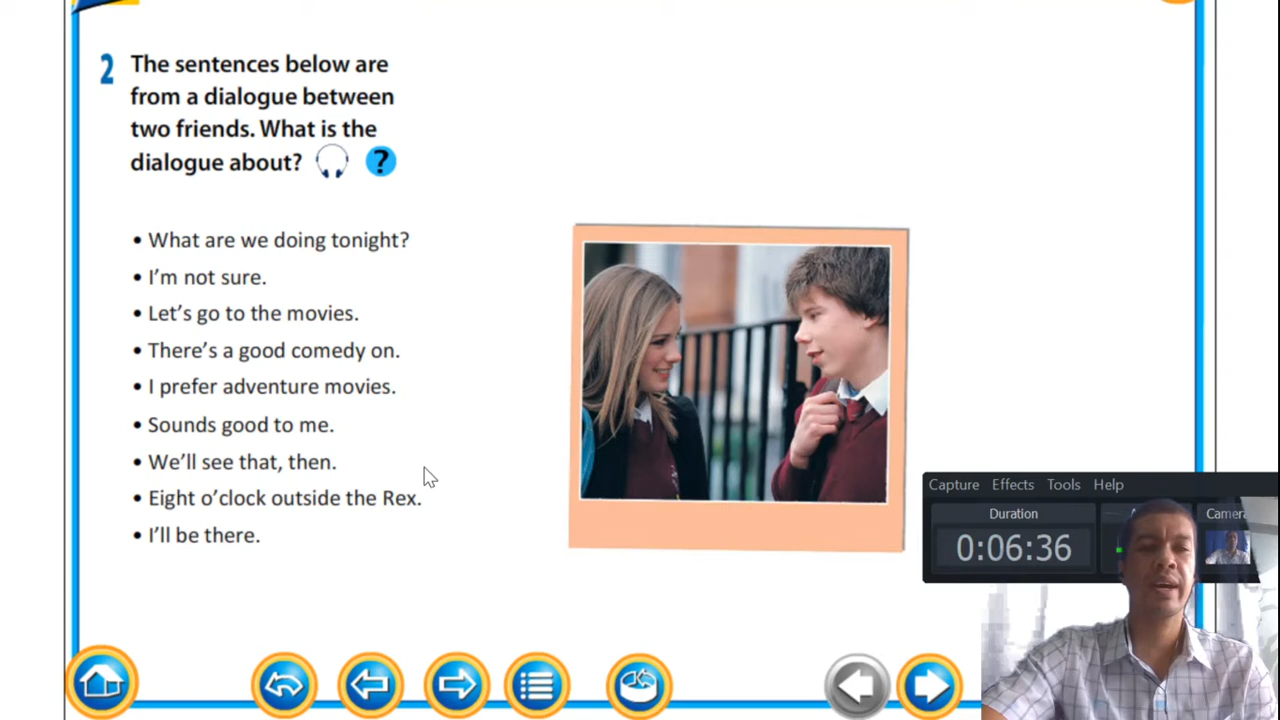 2 The sentences below are
from a dialogue between
two friends. What is the
dialogue about? ?
• What are we doing tonight?
• I'm not sure.
• Let's go to the movies.
• There's a good comedy on.
• I prefer adventure movies.
• Sounds good to me.
• We'll see that, then.
• Eight o'clock outside the Rex.
• I'll be there.
Capture Effects Tools Help
Duration
0:06:36
Camera